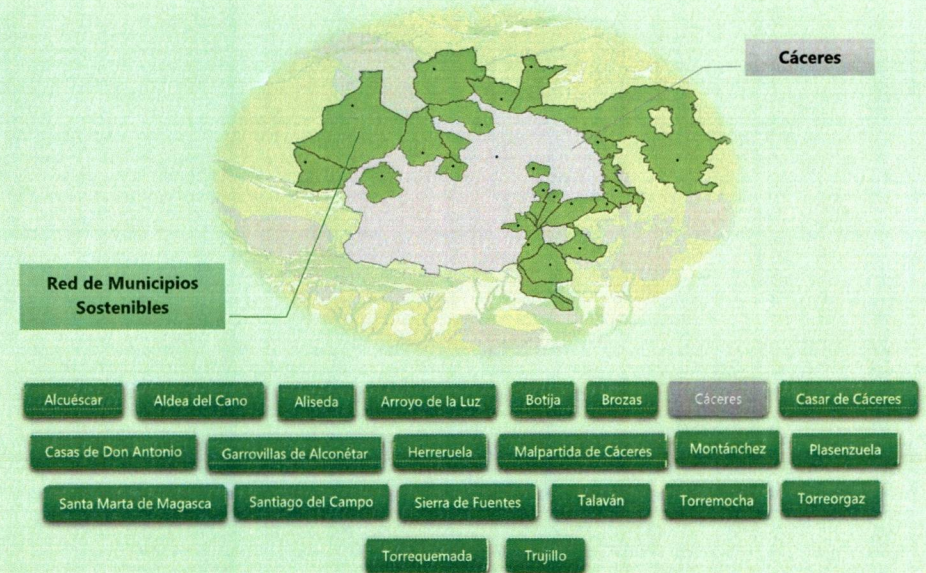 Cáceres
Red de Municipios
Sostenibles
Alcuéscar
Aldea del Cano
Aliseda
Arroyo de la Luz
Botija
Brozas
Cáceres
Casar de Cáceres
Casas de Don Antonio
Garrovillas de Alconétar
Herreruela
Malpartida de Cáceres
Montánchez
Plasenzuela
Santa Marta de Magasca
Santiago del Campo
Sierra de Fuentes
Talaván
Torremocha
Torreorgaz
Torrequemada
Trujillo